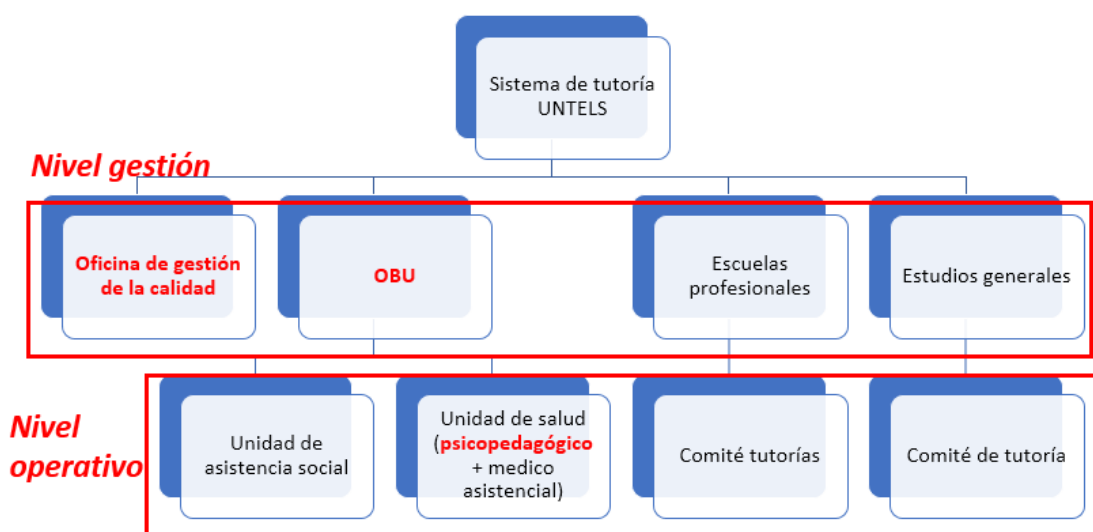 Sistema de tutoría
UNTELS
Nivel gestión
Oficina de gestión
de la calidad
OBU
Escuelas
profesionales
Estudios generales
Nivel
operativo
Unidad de
asistencia social
Unidad de salud
(psicopedagógico
+ medico
asistencial)
Comité tutorías
Comité de tutoría